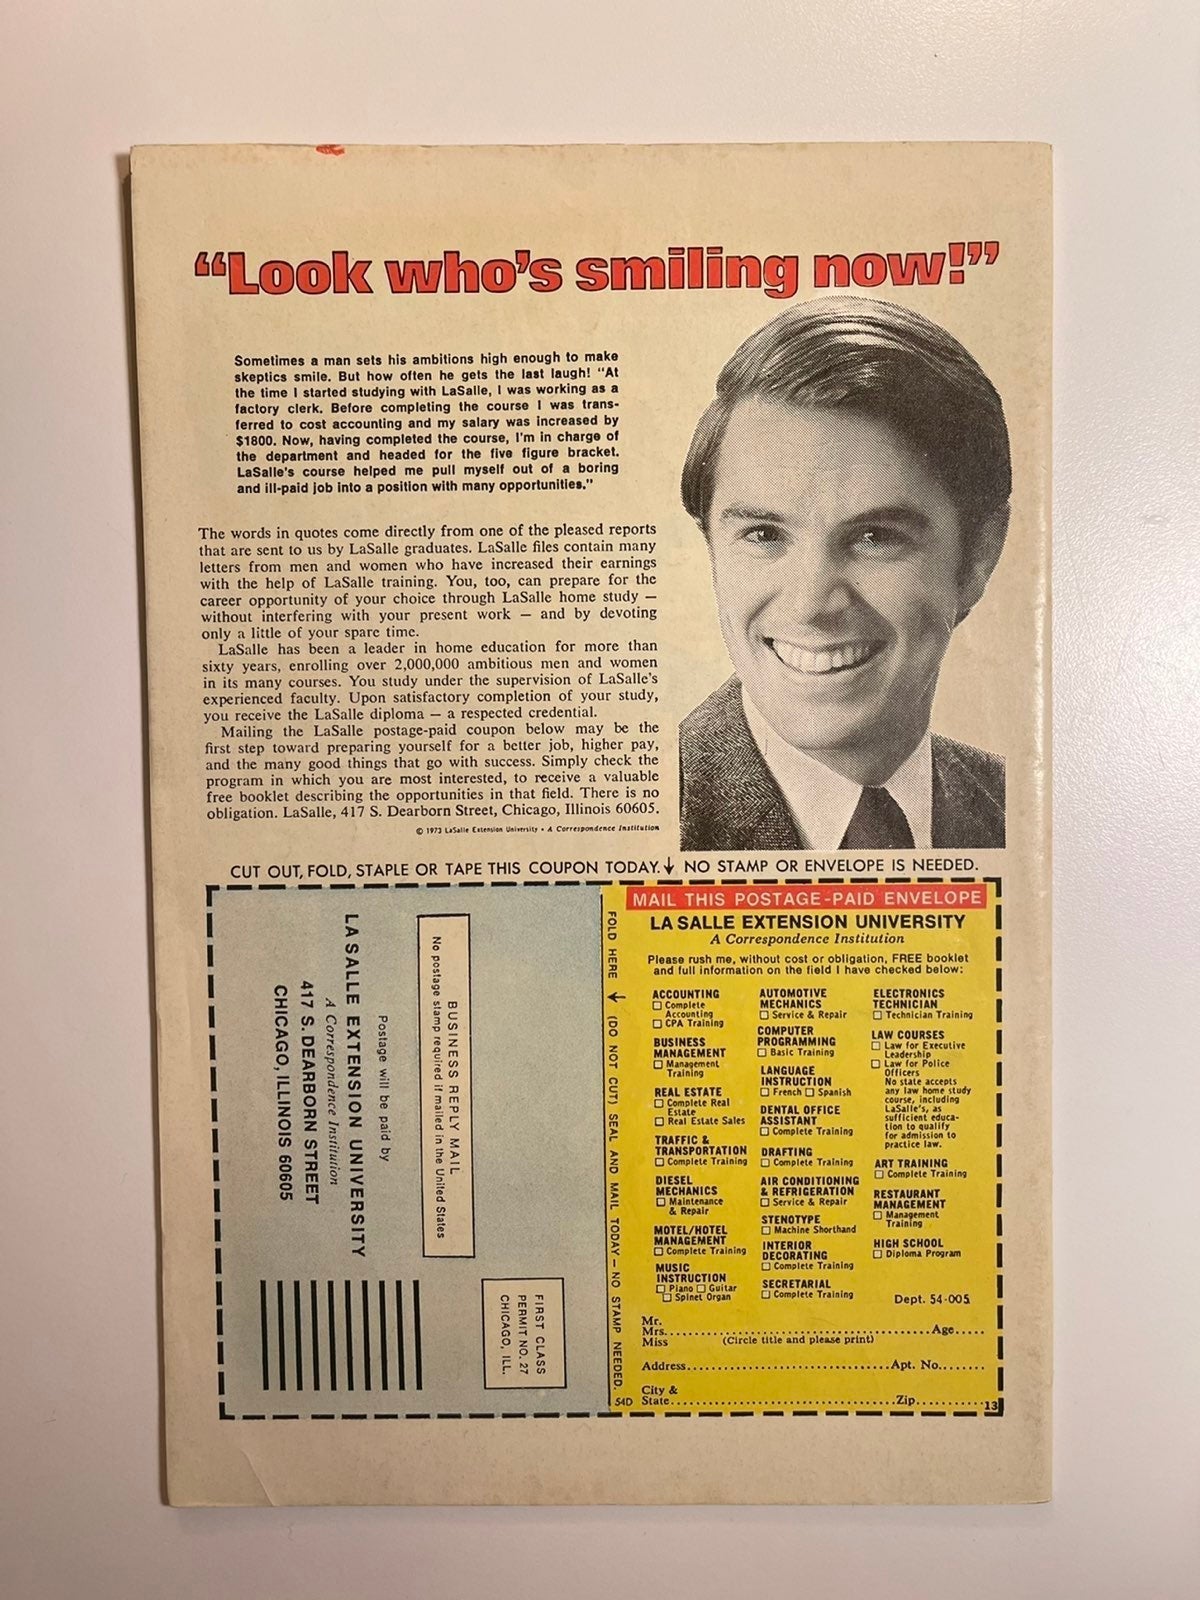 “Look who’s smiling now!”
Sometimes a man sets his ambitions high enough to make
skeptics smile. But how often he gets the last laugh! “At
the time I started studying with LaSalle, I was working as a
factory clerk. Before completing the course I was trans-
ferred to cost accounting and my salary was increased by
$1800. Now, having completed the course, I’m in charge of
the department and headed for the five figure bracket.
LaSalle’s course helped me pull myself out of a boring
and ill-paid job into a position with many opportunities.”
The words in quotes come directly from one of the pleased reports
that are sent to us by LaSalle graduates. LaSalle files contain many
letters from men and women who have increased their earnings
with the help of LaSalle training. You, too, can prepare for the
career opportunity of your choice through LaSalle home study —
without interfering with your present work — and by devoting
only a little of your spare time.
LaSalle has been a leader in home education for more than
sixty years, enrolling over 2,000,000 ambitious men and women
in its many courses. You study under the supervision of LaSalle’s
experienced faculty. Upon satisfactory completion of your study,
you receive the LaSalle diploma — a respected credential.
Mailing the LaSalle postage-paid coupon below may be the
first step toward preparing yourself for a better job, higher pay,
and the many good things that go with success. Simply check the
program in which you are most interested, to receive a valuable
free booklet describing the opportunities in that field. There is no
obligation. LaSalle, 417 S. Dearborn Street, Chicago, Illinois 60605.
© 1973 LaSalle Extension University • A Correspondence Institution
CUT OUT, FOLD, STAPLE OR TAPE THIS COUPON TODAY. ↓ NO STAMP OR ENVELOPE IS NEEDED.
FIRST CLASS
PERMIT NO. 27
CHICAGO, ILL.
BUSINESS REPLY MAIL
No postage stamp required if mailed in the United States
Postage will be paid by
LA SALLE EXTENSION UNIVERSITY
A Correspondence Institution
417 S. DEARBORN STREET
CHICAGO, ILLINOIS 60605
FOLD HERE ↓ (DO NOT CUT) SEAL AND MAIL TODAY — NO STAMP NEEDED.
54D
MAIL THIS POSTAGE-PAID ENVELOPE
LA SALLE EXTENSION UNIVERSITY
A Correspondence Institution
Please rush me, without cost or obligation, FREE booklet
and full information on the field I have checked below:
ACCOUNTING
☐ Complete
Accounting
☐ CPA Training
BUSINESS
MANAGEMENT
☐ Management
Training
REAL ESTATE
☐ Complete Real
Estate
☐ Real Estate Sales
TRAFFIC &
TRANSPORTATION
☐ Complete Training
DIESEL
MECHANICS
☐ Maintenance
& Repair
MOTEL/HOTEL
MANAGEMENT
☐ Complete Training
MUSIC
INSTRUCTION
☐ Piano ☐ Guitar
☐ Spinet Organ
AUTOMOTIVE
MECHANICS
☐ Service & Repair
COMPUTER
PROGRAMMING
☐ Basic Training
LANGUAGE
INSTRUCTION
☐ French ☐ Spanish
DENTAL OFFICE
ASSISTANT
☐ Complete Training
DRAFTING
☐ Complete Training
AIR CONDITIONING
& REFRIGERATION
☐ Service & Repair
STENOTYPE
☐ Machine Shorthand
INTERIOR
DECORATING
☐ Complete Training
SECRETARIAL
☐ Complete Training
ELECTRONICS
TECHNICIAN
☐ Technician Training
LAW COURSES
☐ Law for Executive
Leadership
☐ Law for Police
Officers
No state accepts
any law home study
course, including
LaSalle’s, as
sufficient educa-
tion to qualify
for admission to
practice law.
ART TRAINING
☐ Complete Training
RESTAURANT
MANAGEMENT
☐ Management
Training
HIGH SCHOOL
☐ Diploma Program
Dept. 54-005
Mr.
Mrs. Age
Miss (Circle title and please print)
Address Apt. No.
City &
State Zip
13